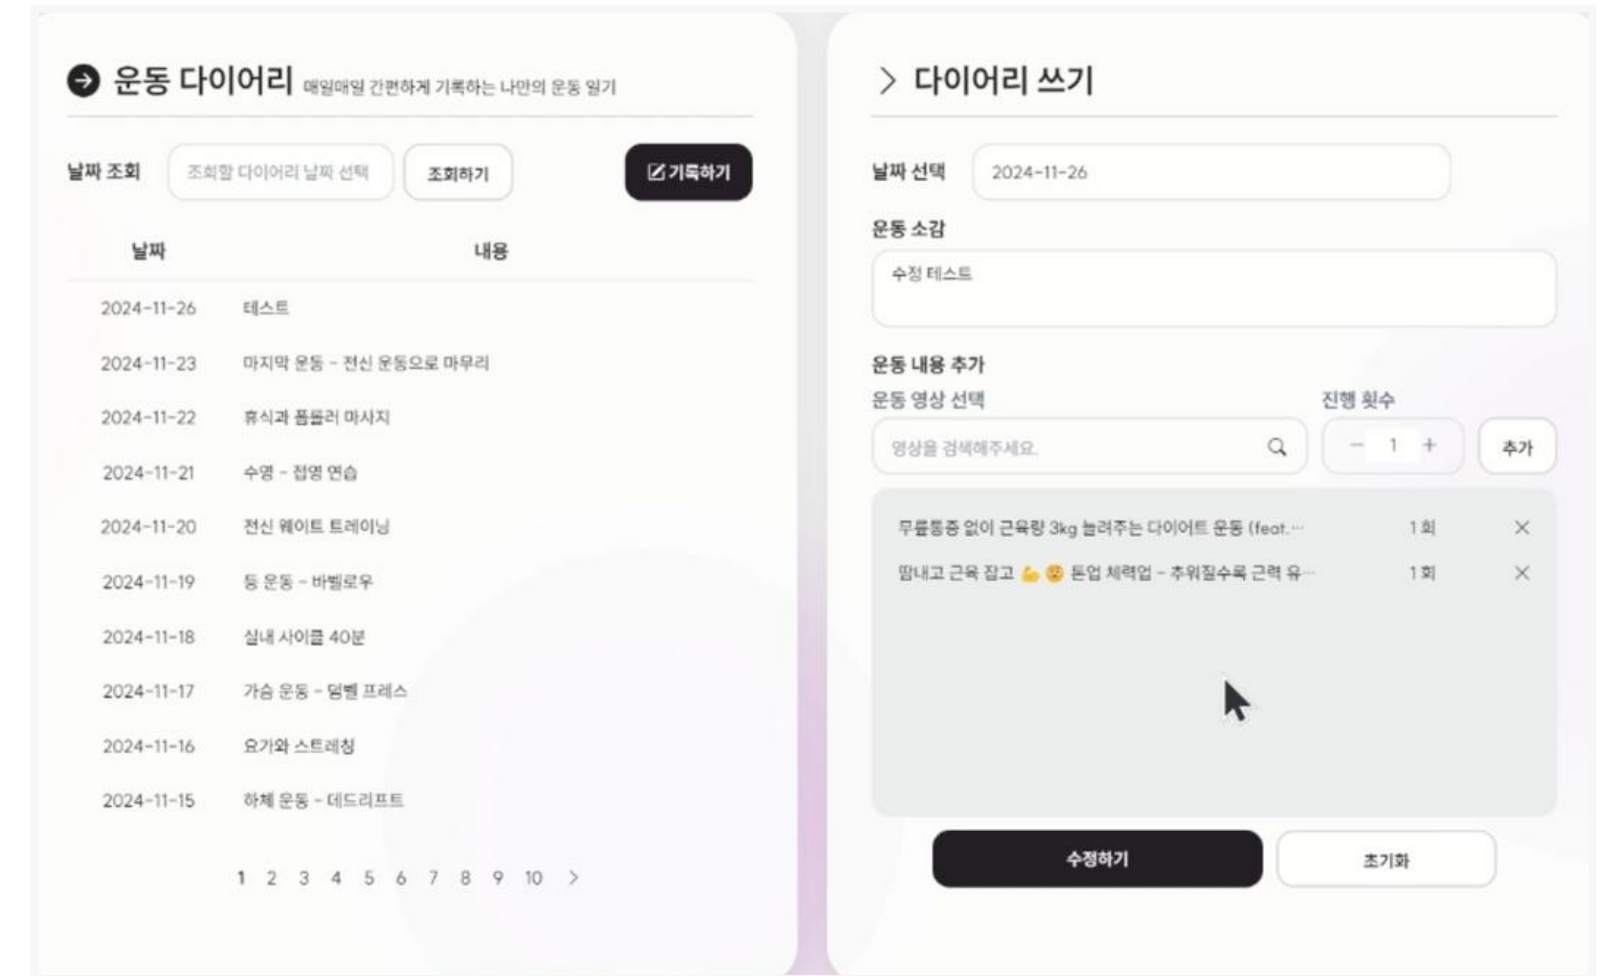 운동 다이어리 매일매일 간편하게 기록하는 나만의 운동 일기
날짜 조회 조회할 다이어리 날짜 선택 조회하기 기록하기
날짜 내용
2024-11-26 테스트
2024-11-23 마지막 운동 - 전신 운동으로 마무리
2024-11-22 휴식과 폼롤러 마사지
2024-11-21 수영 - 접영 연습
2024-11-20 전신 웨이트 트레이닝
2024-11-19 등 운동 - 바벨로우
2024-11-18 실내 사이클 40분
2024-11-17 가슴 운동 - 덤벨 프레스
2024-11-16 요가와 스트레칭
2024-11-15 하체 운동 - 데드리프트
1 2 3 4 5 6 7 8 9 10 >
> 다이어리 쓰기
날짜 선택 2024-11-26
운동 소감
수정 테스트
운동 내용 추가
운동 영상 선택 진행 횟수
영상을 검색해주세요. − 1 + 추가
무릎통증 없이 근육량 3kg 늘려주는 다이어트 운동 (feat.… 1 회 ×
땀내고 근육 잡고 💪 😰 톤업 체력업 - 추워질수록 근력 유… 1 회 ×
수정하기 초기화